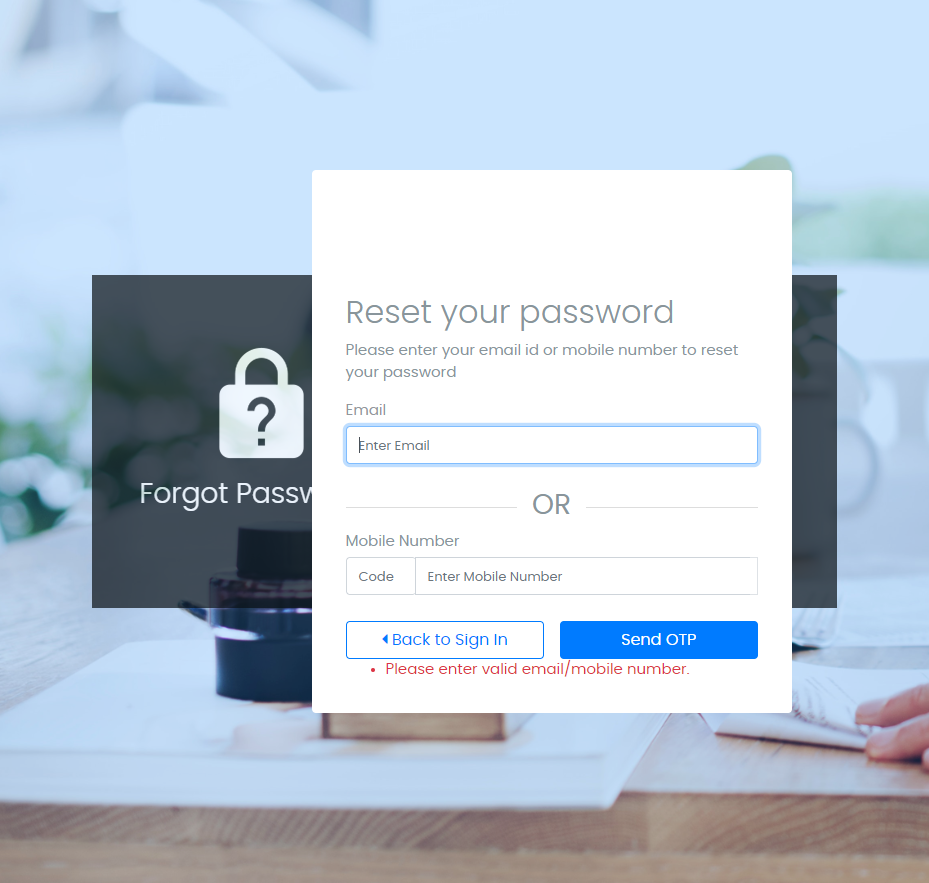 Reset your password
Please enter your email id or mobile number to reset
your password
Email
Enter Email
?
Forgot Passw
OR
Mobile Number
Code Enter Mobile Number
Back to Sign In Send OTP
Please enter valid email/mobile number.